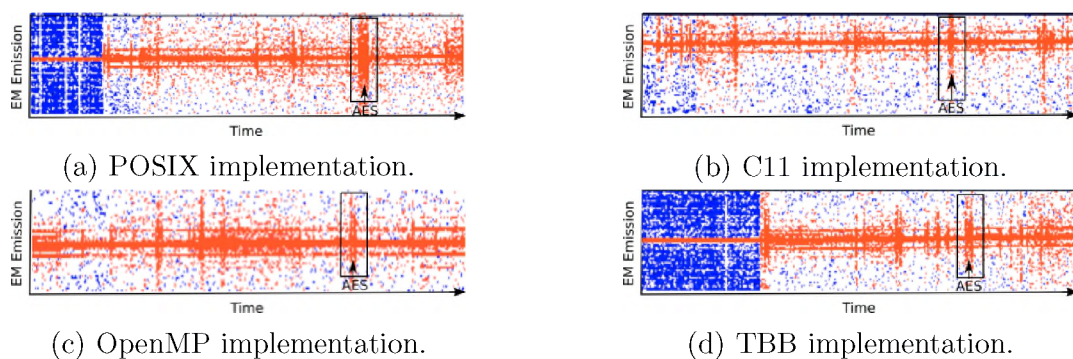 EM Emission
AES
Time
(a) POSIX implementation.
EM Emission
AES
Time
(b) C11 implementation.
EM Emission
AES
Time
(c) OpenMP implementation.
EM Emission
AES
Time
(d) TBB implementation.